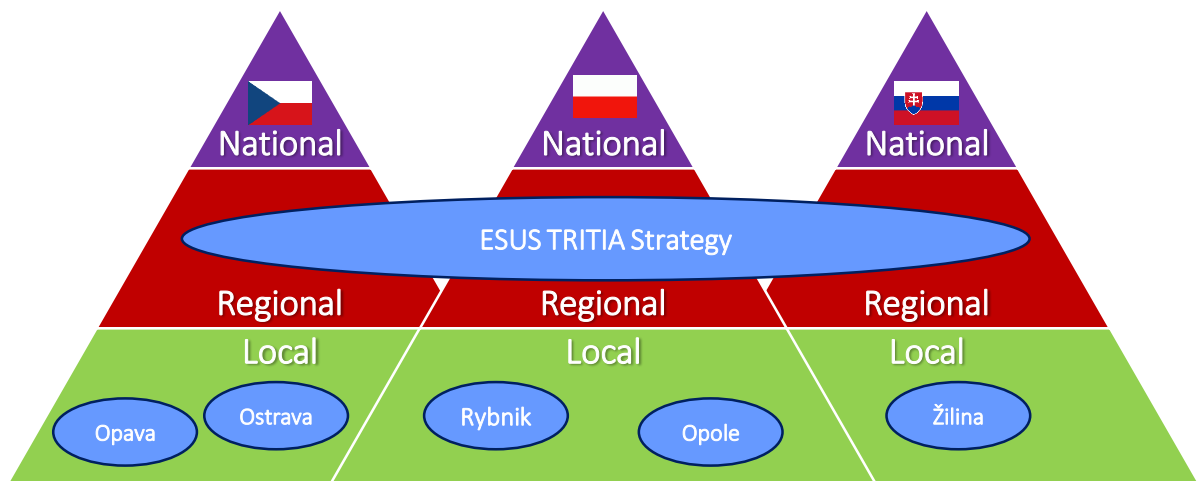 National
National
National
ESUS TRITIA Strategy
Regional
Regional
Regional
Local
Local
Local
Opava
Ostrava
Rybnik
Opole
Žilina